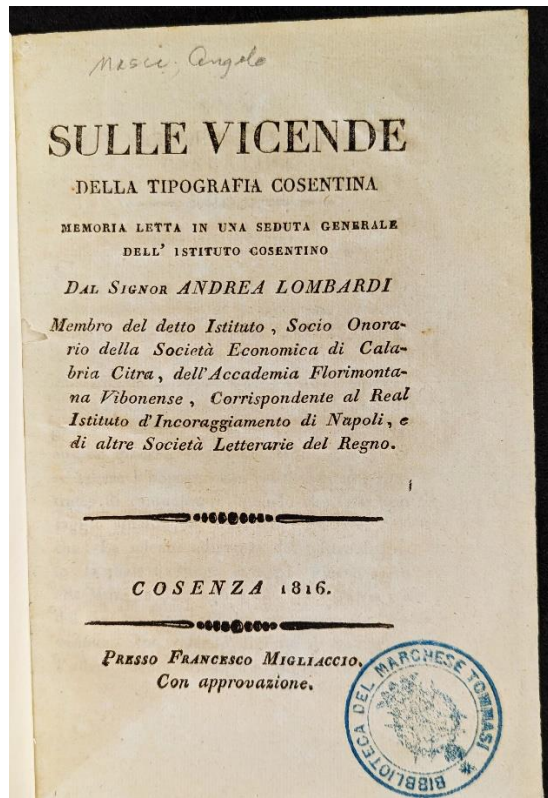 Masci, Angelo
SULLE VICENDE
DELLA TIPOGRAFIA COSENTINA
MEMORIA LETTA IN UNA SEDUTA GENERALE
DELL' ISTITUTO COSENTINO
DAL SIGNOR ANDREA LOMBARDI
Membro del detto Istituto, Socio Onora-
rio della Società Economica di Cala-
bria Citra, dell'Accademia Florimonta-
na Vibonense, Corrispondente al Real
Istituto d'Incoraggiamento di Napoli, e
di altre Società Letterarie del Regno.
COSENZA 1816.
PRESSO FRANCESCO MIGLIACCIO.
Con approvazione.
BIBBLIOTECA DEL MARCHESE TOMMASI